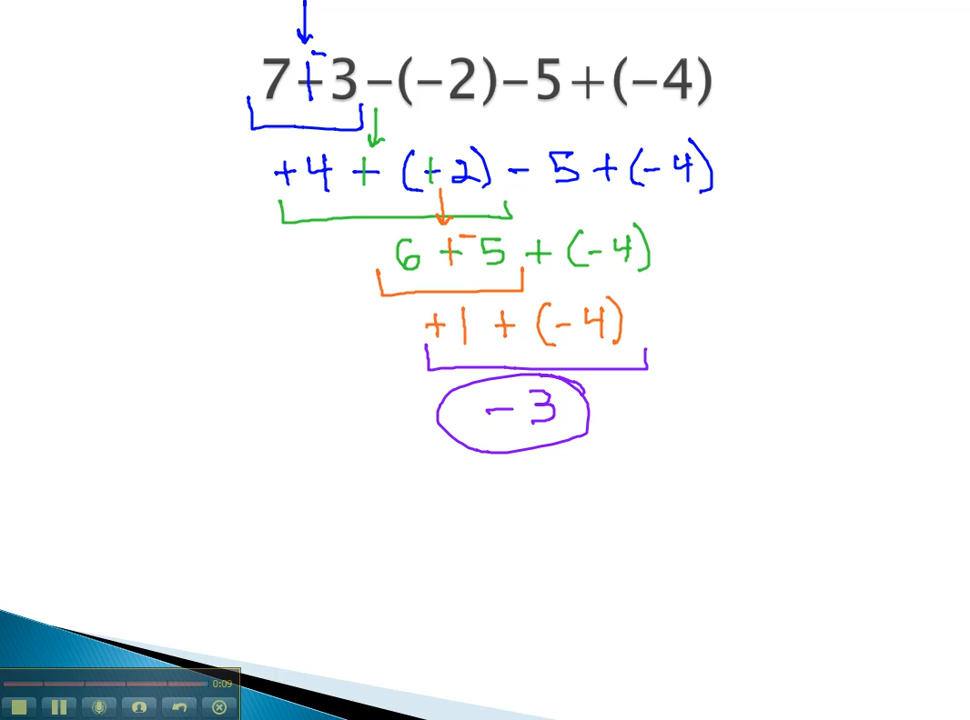 7-3-(-2)-5+(-4)
+4 + (+2) - 5 + (-4)
6 + -5 + (-4)
+1 + (-4)
-3
0:09